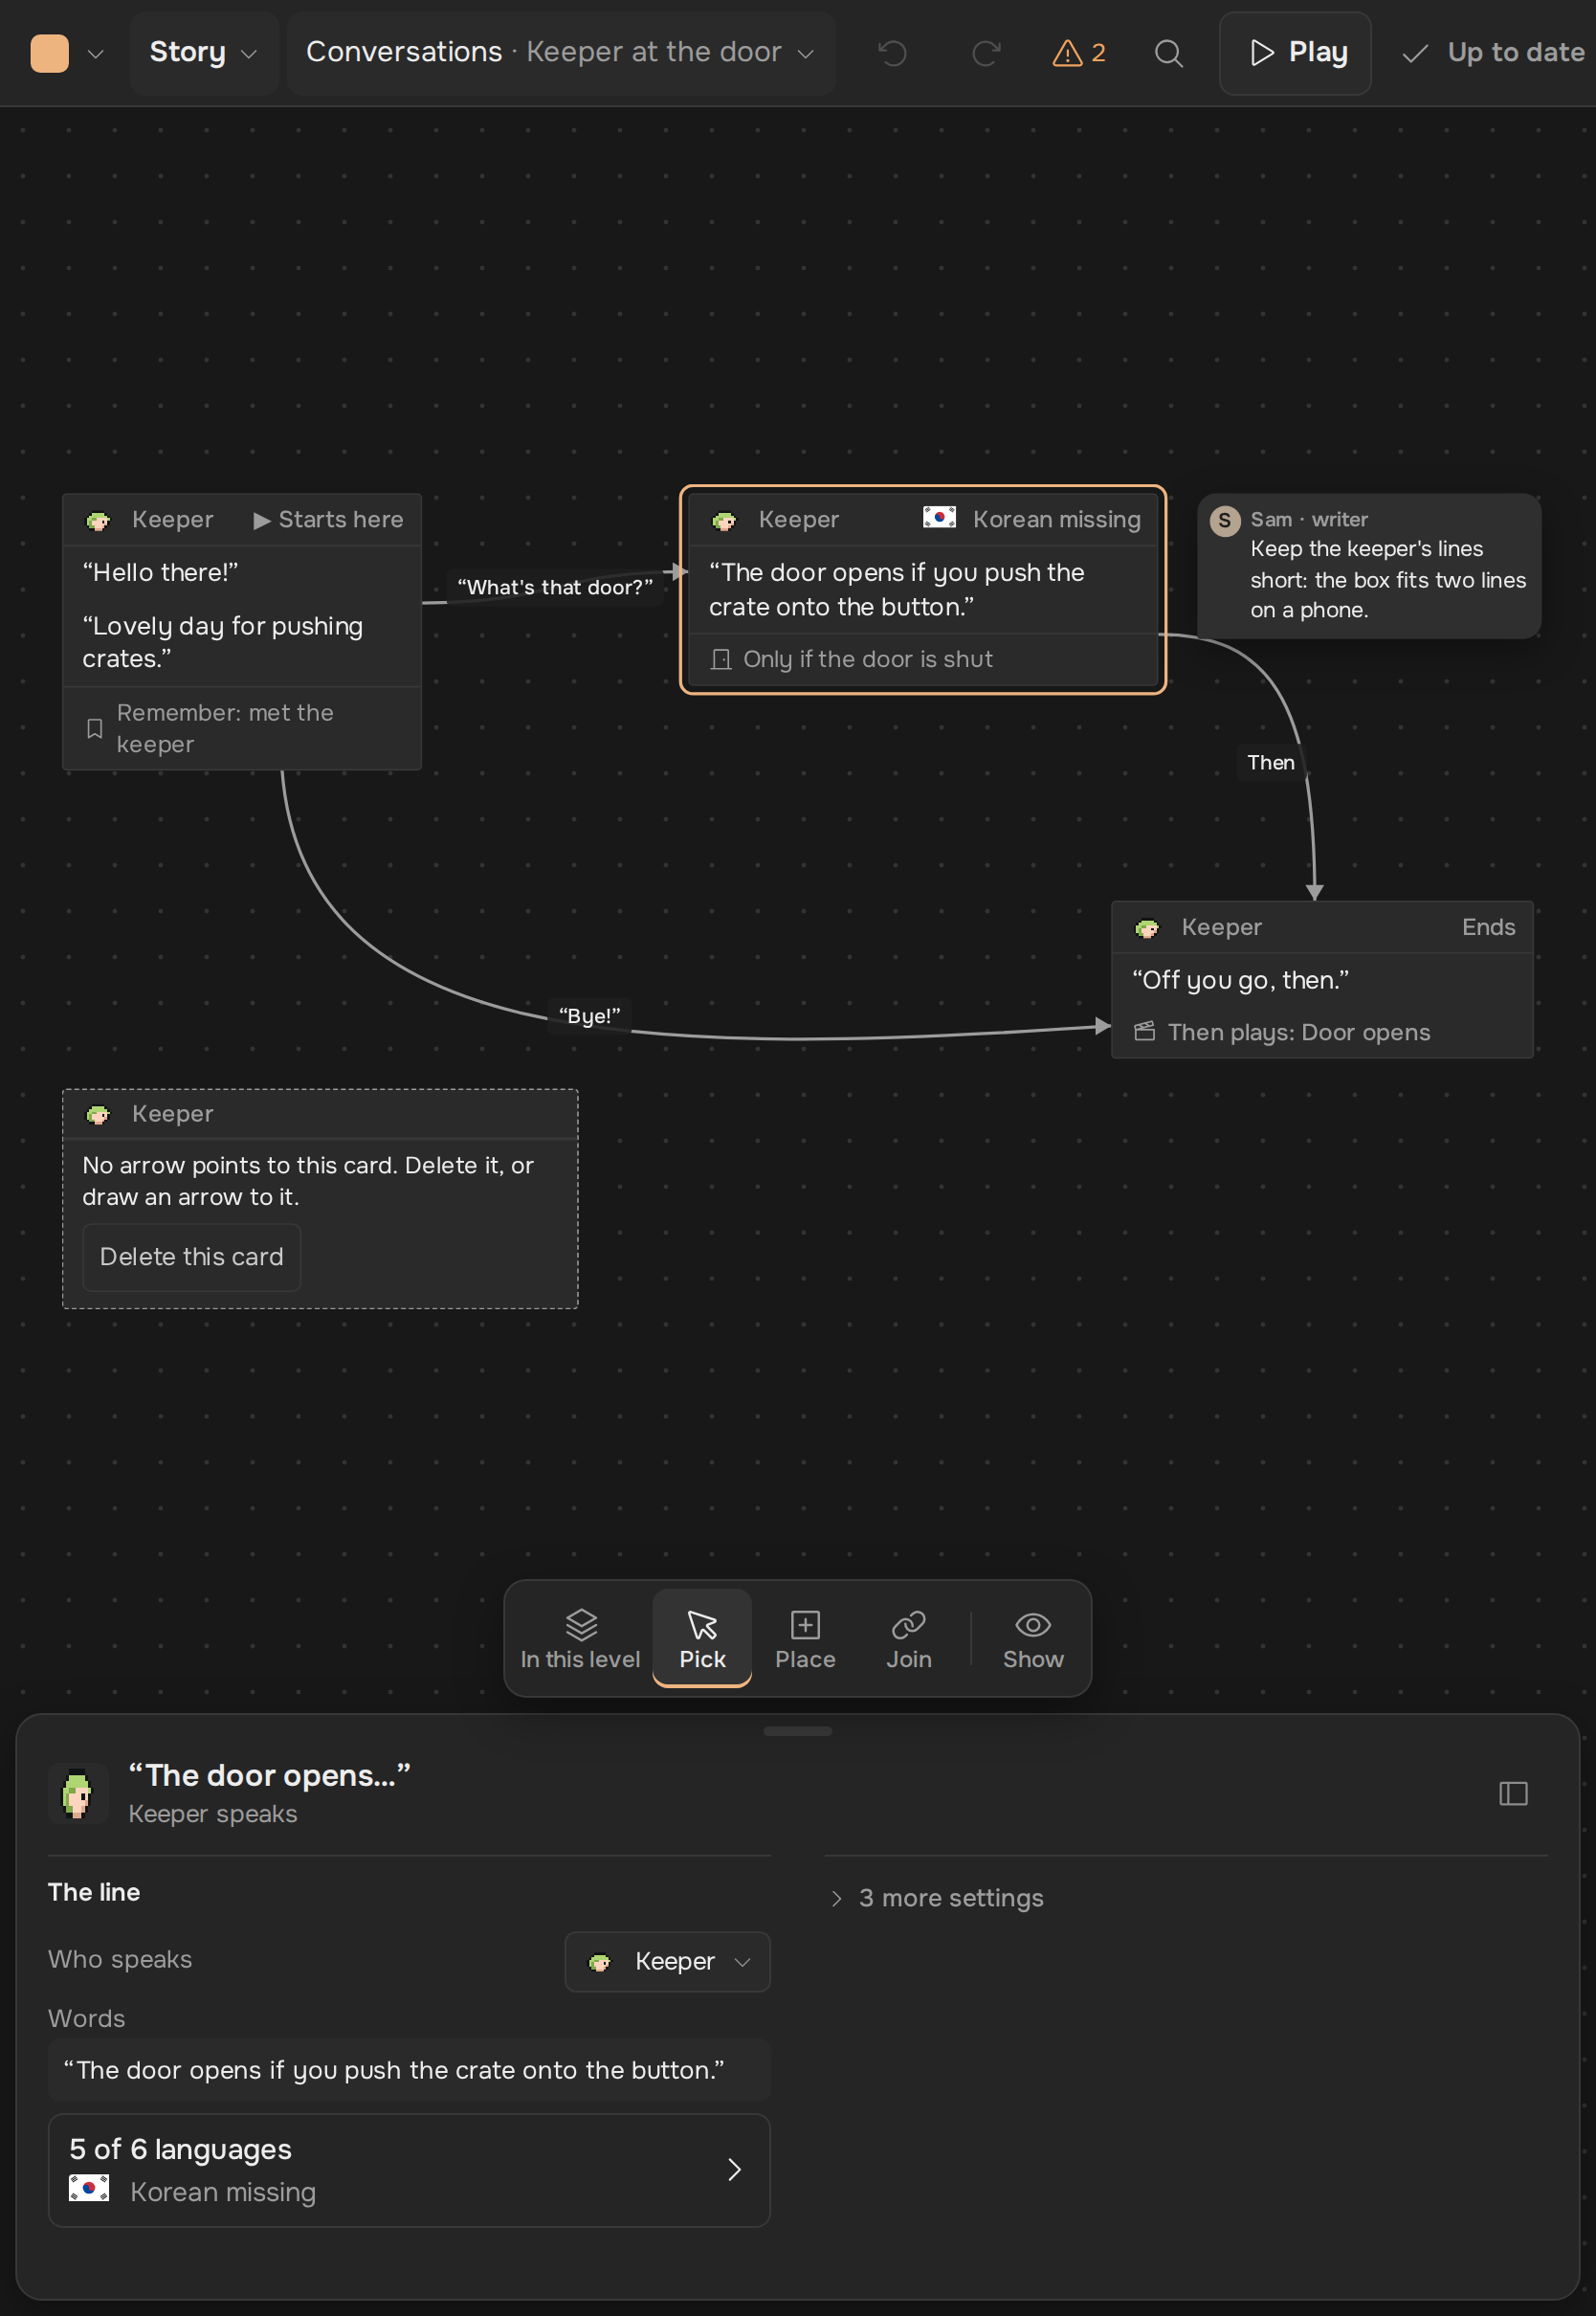 Story
Conversations · Keeper at the door
2
Play
Up to date
Keeper
▶ Starts here
“Hello there!”
“Lovely day for pushing
crates.”
Remember: met the
keeper
“What's that door?”
Keeper
Korean missing
“The door opens if you push the
crate onto the button.”
Only if the door is shut
S
Sam · writer
Keep the keeper's lines
short: the box fits two lines
on a phone.
Then
Keeper
Ends
“Off you go, then.”
Then plays: Door opens
“Bye!”
Keeper
No arrow points to this card. Delete it, or
draw an arrow to it.
Delete this card
In this level
Pick
Place
Join
Show
“The door opens…”
Keeper speaks
The line
3 more settings
Who speaks
Keeper
Words
“The door opens if you push the crate onto the button.”
5 of 6 languages
Korean missing